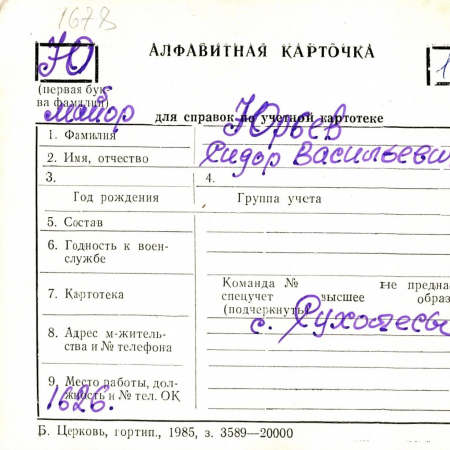 1678
Ю
АЛФАВИТНАЯ КАРТОЧКА
1
(первая бук
ва фамилии)
майор
для справок по учетной картотеке
1. Фамилия Юрьев
2. Имя, отчество Сидор Васильеви
3.
Год рождения
4.
Группа учета
5. Состав
6. Годность к воен-
службе
7. Картотека
Команда № не предна
спецучет высшее образ
(подчеркнуть)
8. Адрес м-житель-
ства и № телефона
с. Сухолесы
9. Место работы, дол-
жность и № тел. ОК
1626.
Б. Церковь, гортип., 1985, з. 3589—20000